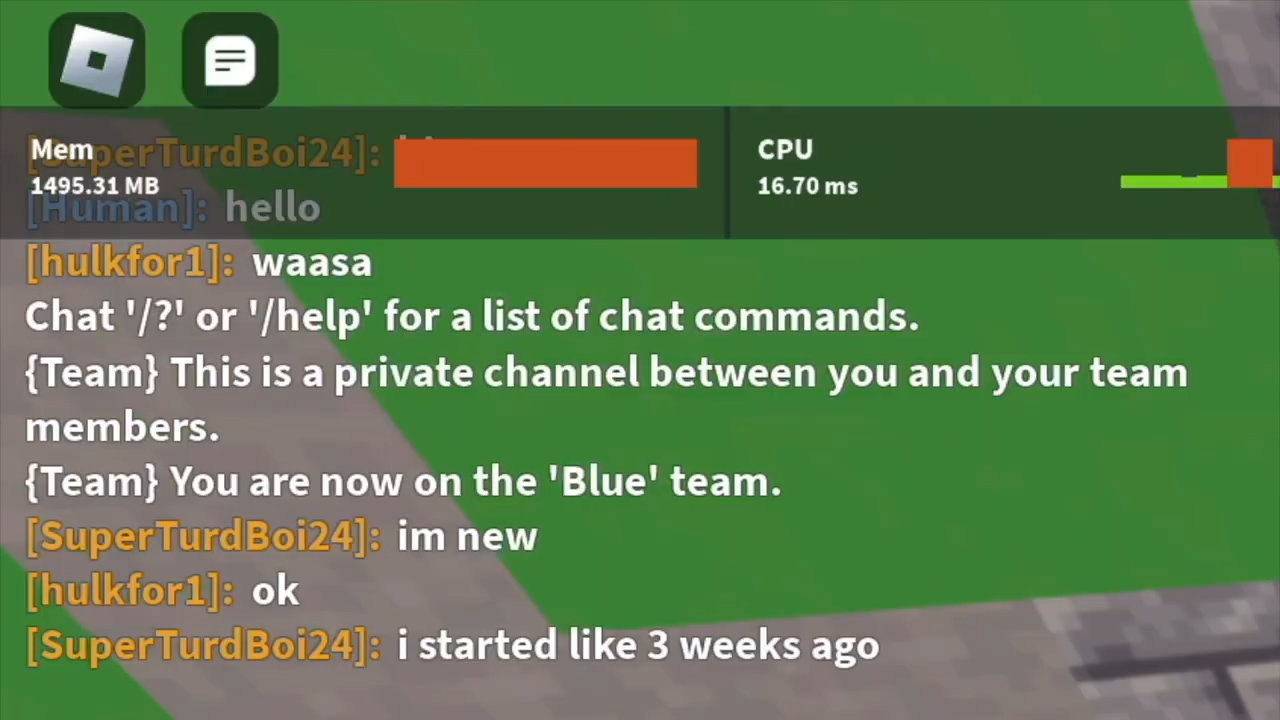 [SuperTurdBoi24]:
Mem
1495.31 MB
CPU
16.70 ms
[Human]: hello
[hulkfor1]: waasa
Chat '/?' or '/help' for a list of chat commands.
{Team} This is a private channel between you and your team
members.
{Team} You are now on the 'Blue' team.
[SuperTurdBoi24]: im new
[hulkfor1]: ok
[SuperTurdBoi24]: i started like 3 weeks ago